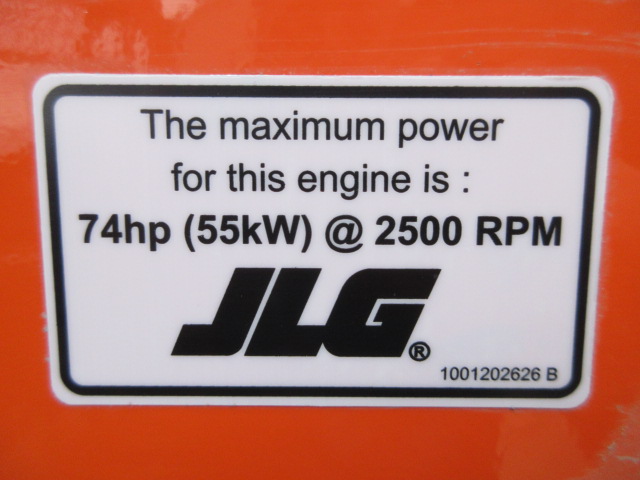 The maximum power
for this engine is :
74hp (55kW) @ 2500 RPM
JLG®
1001202626 B